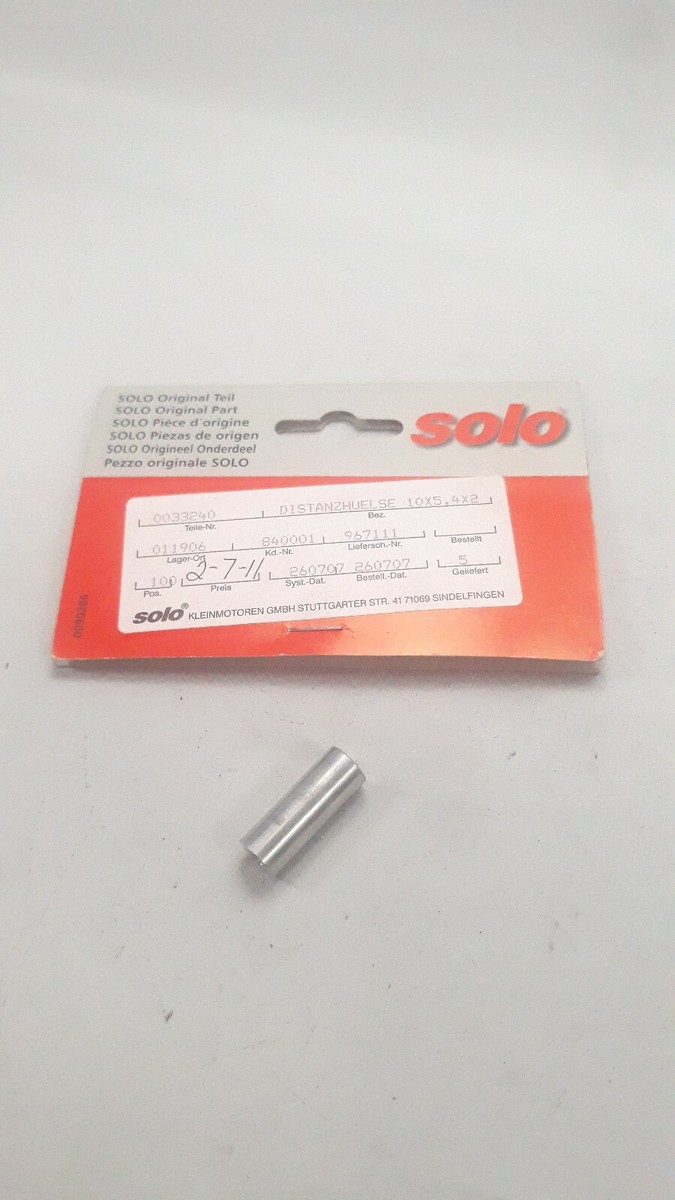 SOLO Original Teil
SOLO Original Part
SOLO Pièce d'origine
SOLO Piezas de origen
SOLO Origineel Onderdeel
Pezzo originale SOLO
solo
0033240 DISTANZHUELSE 10X5,4X2
Teile-Nr. Bez.
011906 840001 967111
Lager-Ort Kd.-Nr. Liefersch.-Nr. Bestellt
100 2-7-11 260707 260707 5
Pos. Preis Syst.-Dat. Bestell.-Dat. Geliefert
solo® KLEINMOTOREN GMBH STUTTGARTER STR. 41 71069 SINDELFINGEN
0090266